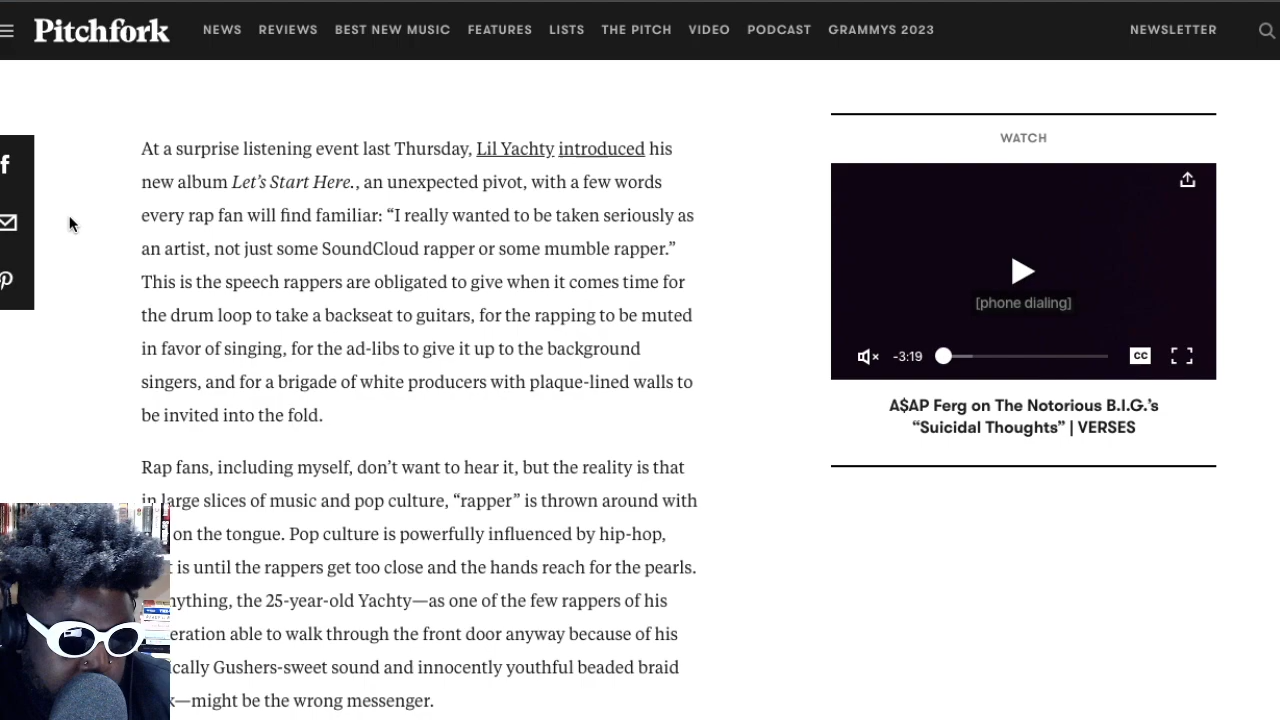 Pitchfork
NEWS REVIEWS BEST NEW MUSIC FEATURES LISTS THE PITCH VIDEO PODCAST GRAMMYS 2023 NEWSLETTER
At a surprise listening event last Thursday, Lil Yachty introduced his
new album Let’s Start Here., an unexpected pivot, with a few words
every rap fan will find familiar: “I really wanted to be taken seriously as
an artist, not just some SoundCloud rapper or some mumble rapper.”
This is the speech rappers are obligated to give when it comes time for
the drum loop to take a backseat to guitars, for the rapping to be muted
in favor of singing, for the ad-libs to give it up to the background
singers, and for a brigade of white producers with plaque-lined walls to
be invited into the fold.
Rap fans, including myself, don’t want to hear it, but the reality is that
in large slices of music and pop culture, “rapper” is thrown around with
on the tongue. Pop culture is powerfully influenced by hip-hop,
is until the rappers get too close and the hands reach for the pearls.
the 25-year-old Yachty—as one of the few rappers of his
able to walk through the front door anyway because of his
Gushers-sweet sound and innocently youthful beaded braid
—might be the wrong messenger.
WATCH
[phone dialing]
-3:19
CC
A$AP Ferg on The Notorious B.I.G.’s
“Suicidal Thoughts” | VERSES